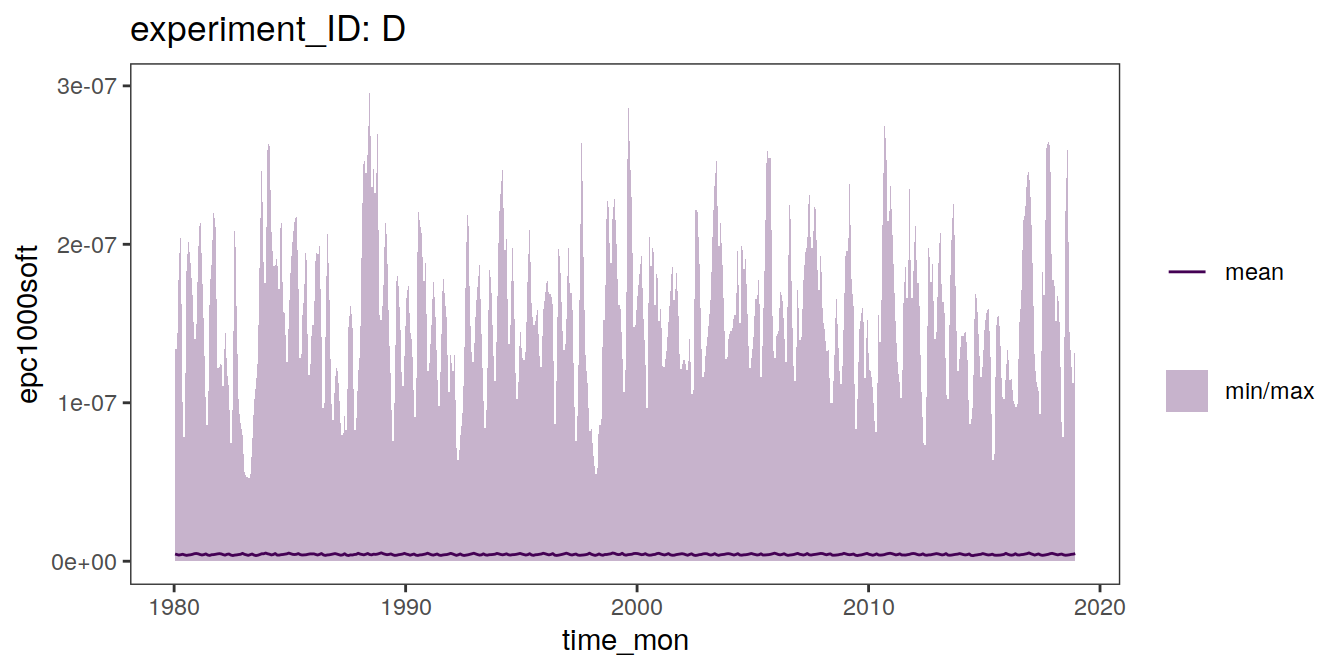 experiment_ID: D
3e-07
2e-07
1e-07
0e+00
epc1000soft
1980 1990 2000 2010 2020
time_mon
mean
min/max